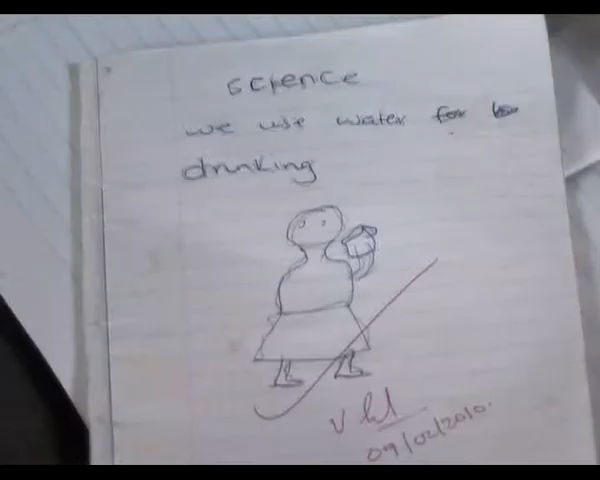 science
we use water for
drinking
09/02/2010.